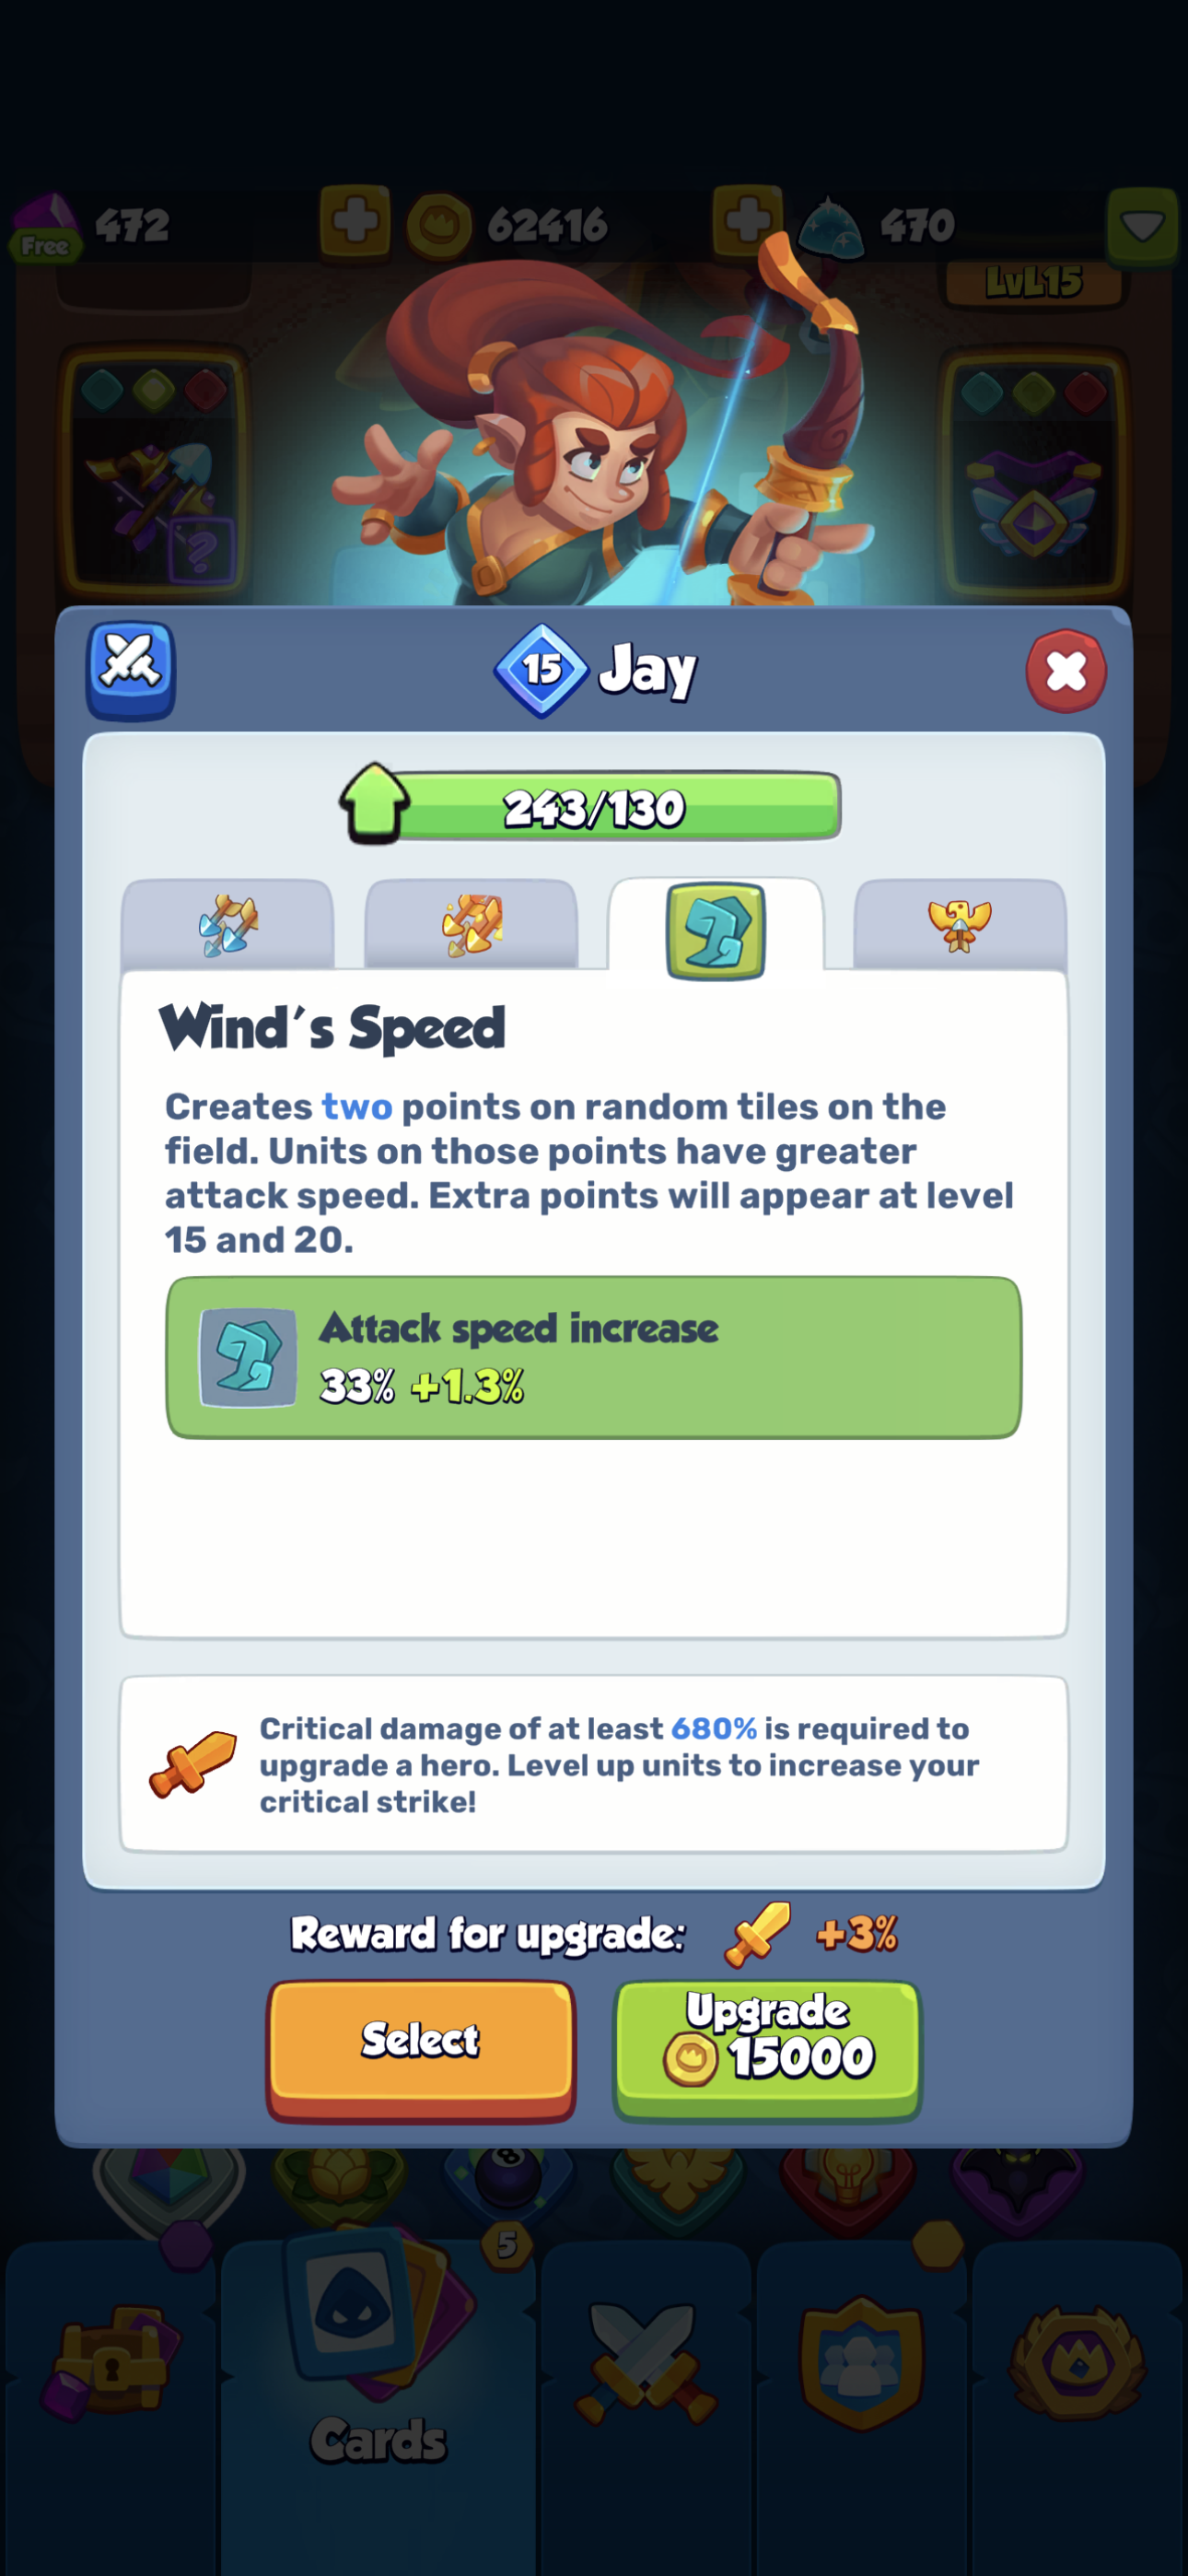 Free
472
62416
470
LvL15
15 Jay
243/130
Wind's Speed
Creates two points on random tiles on the
field. Units on those points have greater
attack speed. Extra points will appear at level
15 and 20.
Attack speed increase
33% +1.3%
Critical damage of at least 680% is required to
upgrade a hero. Level up units to increase your
critical strike!
Reward for upgrade: +3%
Select
Upgrade
15000
8
5
?
Cards